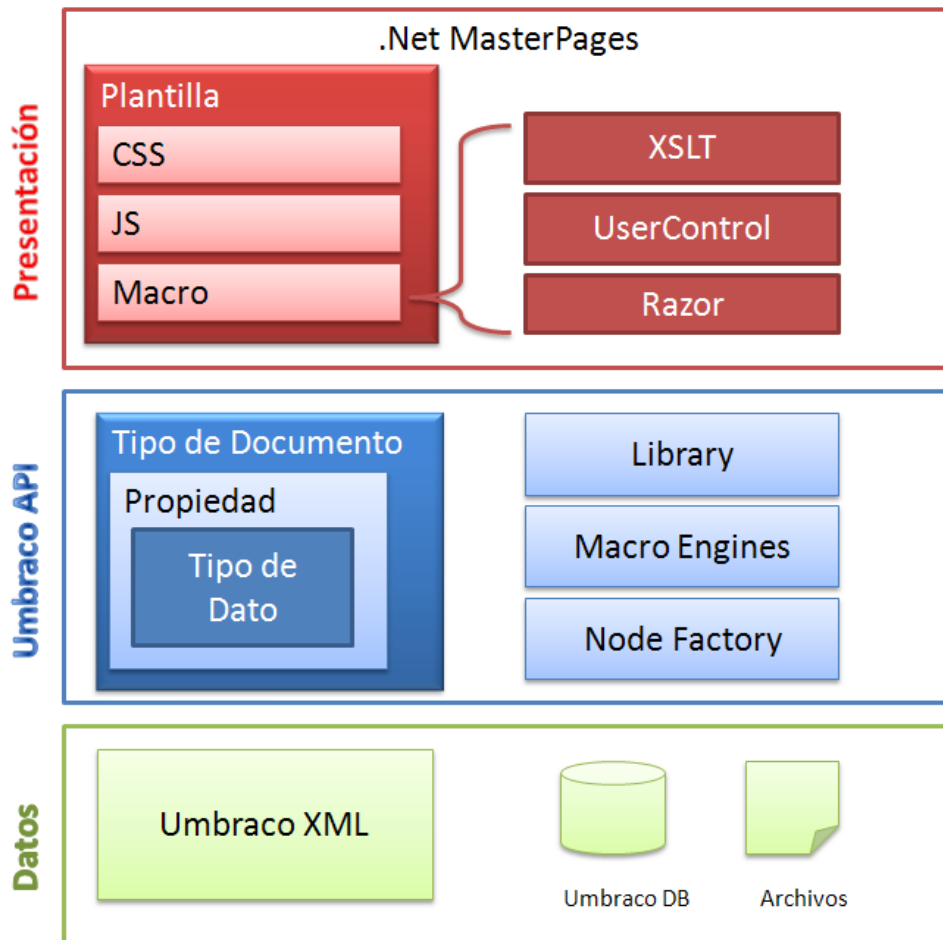 .Net MasterPages
Presentación
Plantilla
CSS
JS
Macro
XSLT
UserControl
Razor
Umbraco API
Tipo de Documento
Propiedad
Tipo de
Dato
Library
Macro Engines
Node Factory
Datos
Umbraco XML
Umbraco DB
Archivos